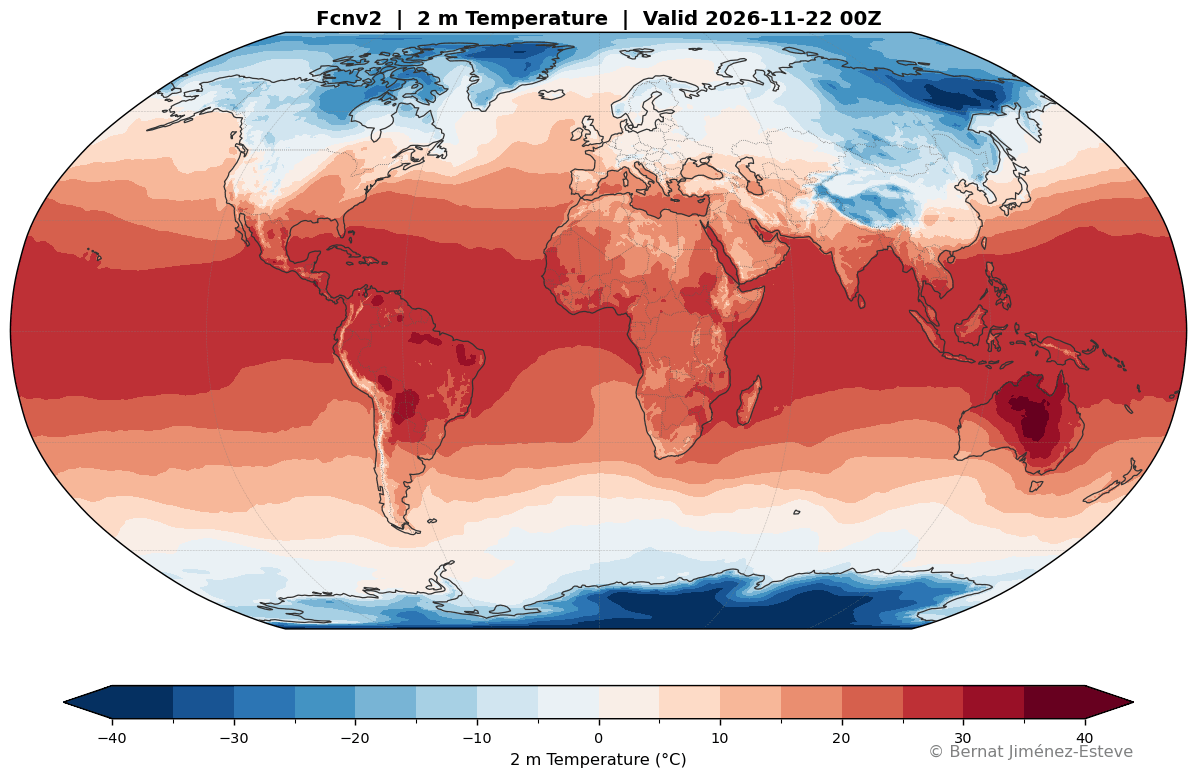 Fcnv2 | 2 m Temperature | Valid 2026-11-22 00Z
−40 −30 −20 −10 0 10 20 30 40
2 m Temperature (°C)
© Bernat Jiménez-Esteve